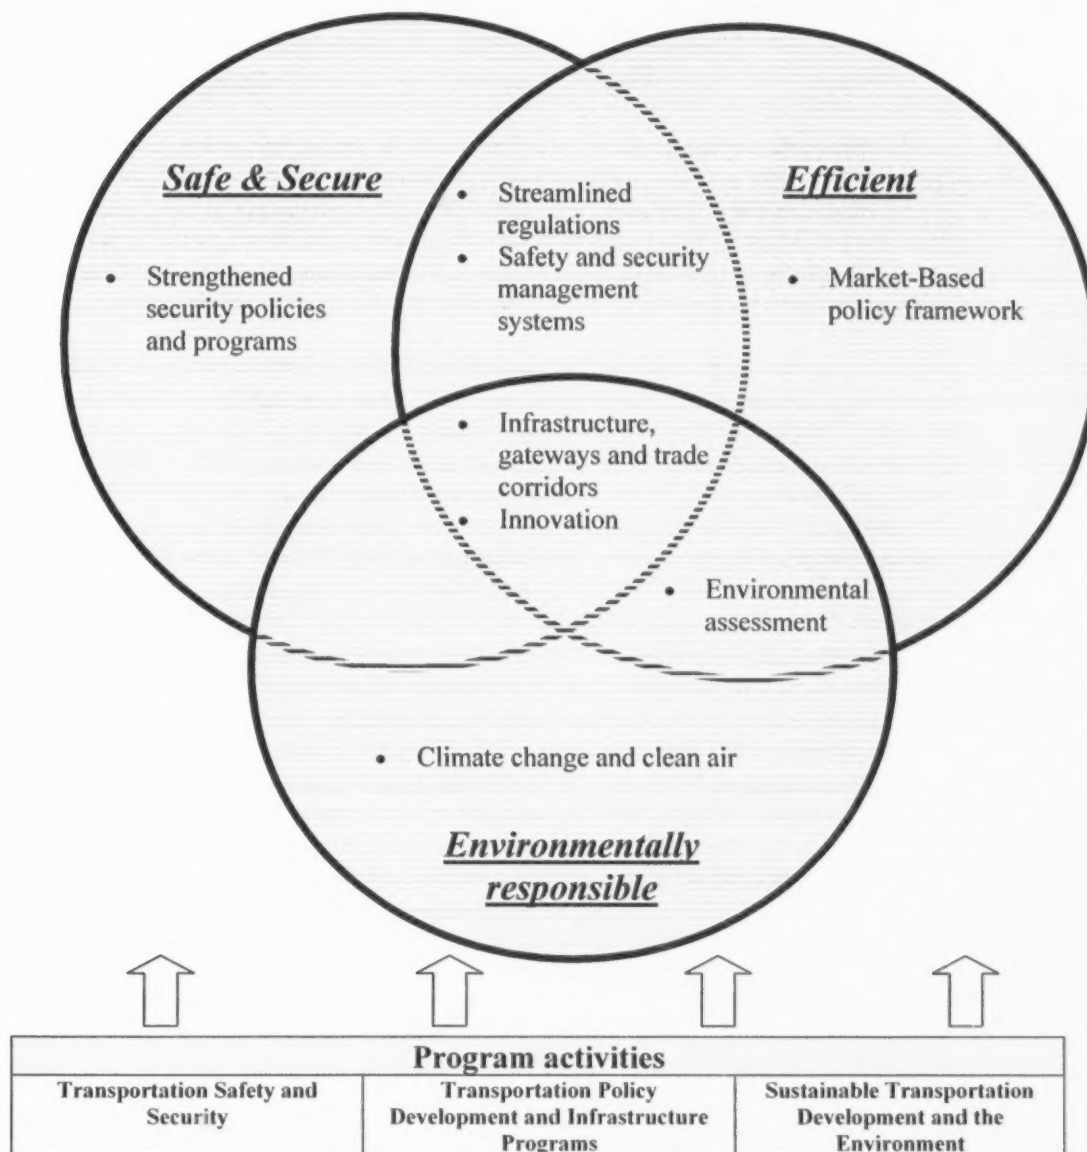 Safe & Secure
• Strengthened
security policies
and programs
• Streamlined
regulations
• Safety and security
management
systems
Efficient
• Market-Based
policy framework
• Infrastructure,
gateways and trade
corridors
• Innovation
• Environmental
assessment
• Climate change and clean air
Environmentally
responsible
Program activities
Transportation Safety and
Security
Transportation Policy
Development and Infrastructure
Programs
Sustainable Transportation
Development and the
Environment